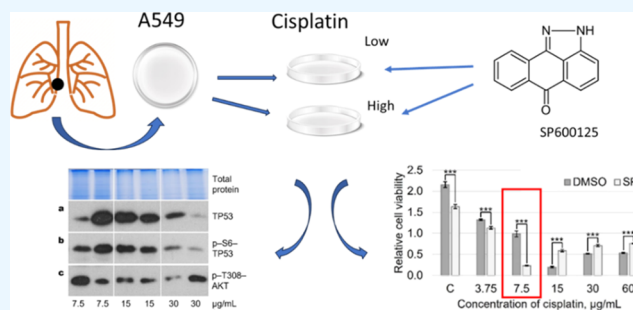 A549
Cisplatin
Low
High
N—NH
O
SP600125
Total
protein
a
TP53
b
p–S6–
TP53
c
p–T308–
AKT
7.5 7.5 15 15 30 30 µg/mL
Relative cell viability
2.5
2.0
1.5
1.0
0.5
0.0
DMSO
***
***
***
***
***
***
C 3.75 7.5 15 30 60
Concentration of cisplatin, µg/mL